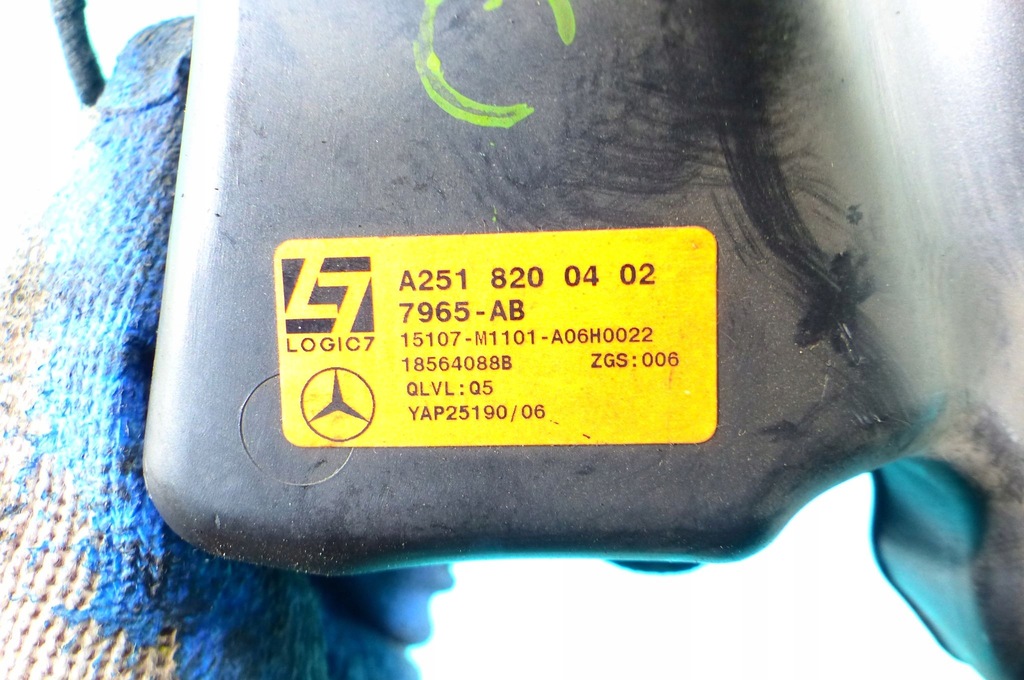 LOGIC7
A251 820 04 02
7965-AB
15107-M1101-A06H0022
18564088B ZGS:006
QLVL:Q5
YAP25190/06